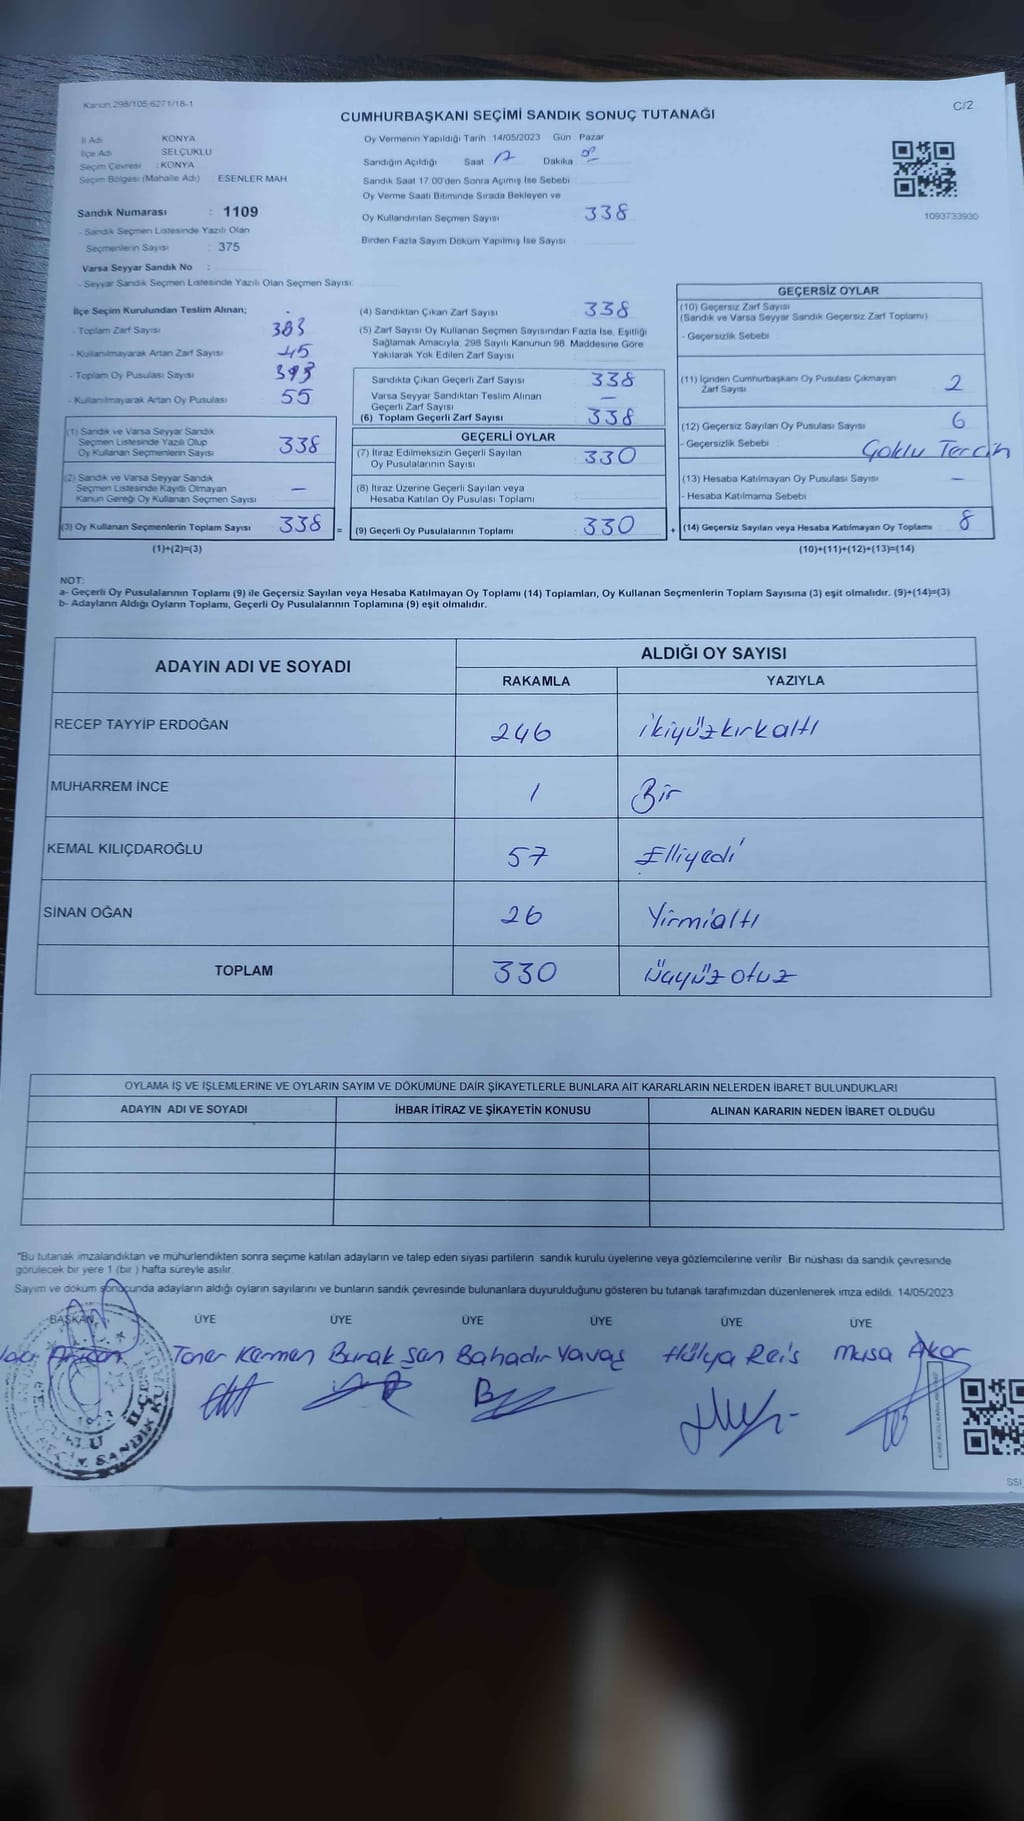 Kanun 298/105,6271/18-1
C/2
CUMHURBAŞKANI SEÇİMİ SANDIK SONUÇ TUTANAĞI
İl Adı KONYA
İlçe Adı SELÇUKLU
Seçim Çevresi : KONYA
Seçim Bölgesi (Mahalle Adı) ESENLER MAH
Sandık Numarası : 1109
- Sandık Seçmen Listesinde Yazılı Olan
Seçmenlerin Sayısı 375
Varsa Seyyar Sandık No :
- Seyyar Sandık Seçmen Listesinde Yazılı Olan Seçmen Sayısı:
Oy Vermenin Yapıldığı Tarih 14/05/2023 Gün Pazar
Sandığın Açıldığı Saat 17 Dakika
Sandık Saat 17:00'den Sonra Açımış İse Sebebi
Oy Verme Saati Bitiminde Sırada Bekleyen ve
Oy Kullandırılan Seçmen Sayısı 338
Birden Fazla Sayım Döküm Yapılmış İse Sayısı
1093733930
İlçe Seçim Kurulundan Teslim Alınan;
- Toplam Zarf Sayısı 383
- Kullanılmayarak Artan Zarf Sayısı 45
- Toplam Oy Pusulası Sayısı 393
- Kullanılmayarak Artan Oy Pusulası 55
(1) Sandık ve Varsa Seyyar Sandık
Seçmen Listesinde Yazılı Olup
Oy Kullanan Seçmenlerin Sayısı 338
(2) Sandık ve Varsa Seyyar Sandık
Seçmen Listesinde Kayıtlı Olmayan
Kanun Gereği Oy Kullanan Seçmen Sayısı –
(3) Oy Kullanan Seçmenlerin Toplam Sayısı 338 =
(1)+(2)=(3)
(4) Sandıktan Çıkan Zarf Sayısı 338
(5) Zarf Sayısı Oy Kullanan Seçmen Sayısından Fazla İse, Eşitliği
Sağlamak Amacıyla, 298 Sayılı Kanunun 98. Maddesine Göre
Yakılarak Yok Edilen Zarf Sayısı
Sandıkta Çıkan Geçerli Zarf Sayısı 338
Varsa Seyyar Sandıktan Teslim Alınan
Geçerli Zarf Sayısı –
(6) Toplam Geçerli Zarf Sayısı 338
GEÇERLİ OYLAR
(7) İtiraz Edilmeksizin Geçerli Sayılan
Oy Pusulalarının Sayısı 330
(8) İtiraz Üzerine Geçerli Sayılan veya
Hesaba Katılan Oy Pusulası Toplamı
(9) Geçerli Oy Pusulalarının Toplamı 330 +
GEÇERSİZ OYLAR
(10) Geçersiz Zarf Sayısı
(Sandık ve Varsa Seyyar Sandık Geçersiz Zarf Toplamı)
- Geçersizlik Sebebi
(11) İçinden Cumhurbaşkanı Oy Pusulası Çıkmayan
Zarf Sayısı 2
(12) Geçersiz Sayılan Oy Pusulası Sayısı 6
- Geçersizlik Sebebi Çoklu Tercih
(13) Hesaba Katılmayan Oy Pusulası Sayısı –
- Hesaba Katılmama Sebebi
(14) Geçersiz Sayılan veya Hesaba Katılmayan Oy Toplamı 8
(10)+(11)+(12)+(13)=(14)
NOT:
a- Geçerli Oy Pusulalarının Toplamı (9) ile Geçersiz Sayılan veya Hesaba Katılmayan Oy Toplamı (14) Toplamları, Oy Kullanan Seçmenlerin Toplam Sayısına (3) eşit olmalıdır. (9)+(14)=(3)
b- Adayların Aldığı Oyların Toplamı, Geçerli Oy Pusulalarının Toplamına (9) eşit olmalıdır.
ADAYIN ADI VE SOYADI
ALDIĞI OY SAYISI
RAKAMLA YAZIYLA
RECEP TAYYİP ERDOĞAN 246 ikiyüzkırkaltı
MUHARREM İNCE 1 Bir
KEMAL KILIÇDAROĞLU 57 Elliyedi
SİNAN OĞAN 26 Yirmialtı
TOPLAM 330 üçyüzotuz
OYLAMA İŞ VE İŞLEMLERİNE VE OYLARIN SAYIM VE DÖKÜMÜNE DAİR ŞİKAYETLERLE BUNLARA AİT KARARLARIN NELERDEN İBARET BULUNDUKLARI
ADAYIN ADI VE SOYADI İHBAR İTİRAZ VE ŞİKAYETİN KONUSU ALINAN KARARIN NEDEN İBARET OLDUĞU
"Bu tutanak imzalandıktan ve mühürlendikten sonra seçime katılan adayların ve talep eden siyasi partilerin sandık kurulu üyelerine veya gözlemcilerine verilir. Bir nüshası da sandık çevresinde
görülecek bir yere 1 (bir ) hafta süreyle asılır.
Sayım ve döküm sonucunda adayların aldığı oyların sayılarını ve bunların sandık çevresinde bulunanlara duyurulduğunu gösteren bu tutanak tarafımızdan düzenlenerek imza edildi. 14/05/2023
BAŞKAN ÜYE ÜYE ÜYE ÜYE ÜYE ÜYE
Taner Kermen Burak Şan Bahadır Yavaş Hülya Reis Musa Akar
SSI